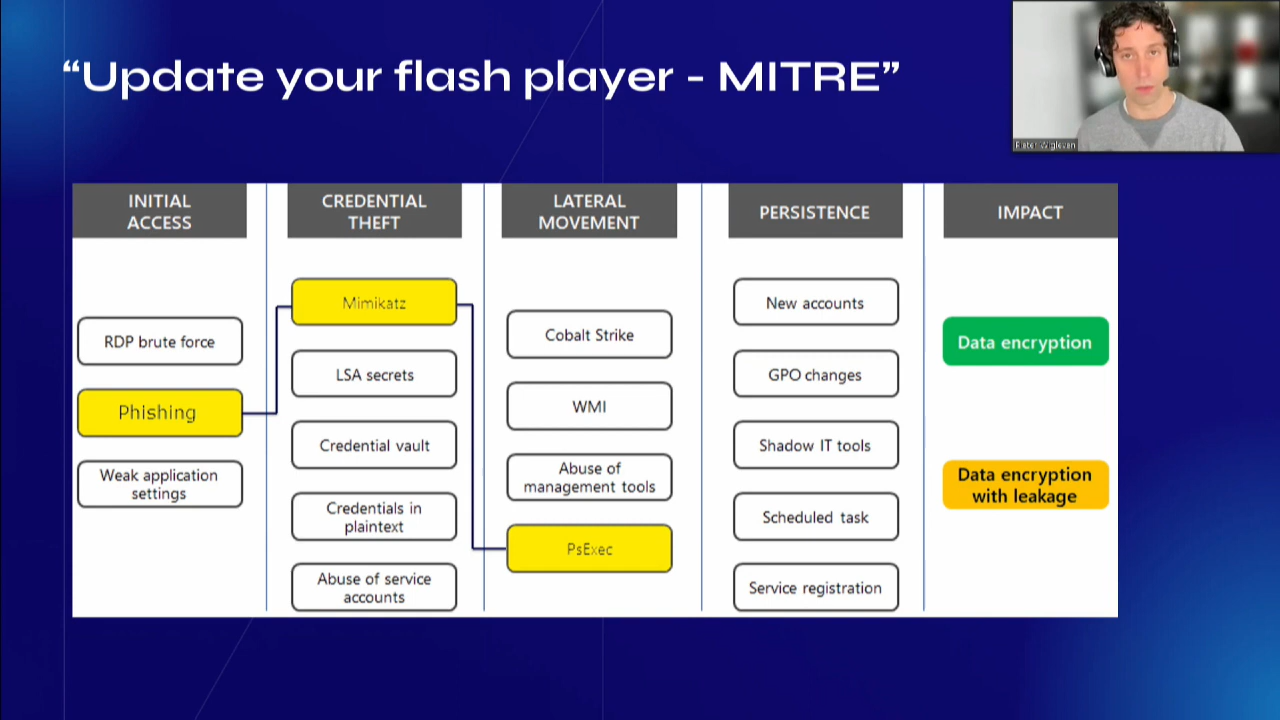 “Update your flash player - MITRE”
INITIAL
ACCESS
RDP brute force
Phishing
Weak application
settings
CREDENTIAL
THEFT
Mimikatz
LSA secrets
Credential vault
Credentials in
plaintext
Abuse of service
accounts
LATERAL
MOVEMENT
Cobalt Strike
WMI
Abuse of
management tools
PsExec
PERSISTENCE
New accounts
GPO changes
Shadow IT tools
Scheduled task
Service registration
IMPACT
Data encryption
Data encryption
with leakage